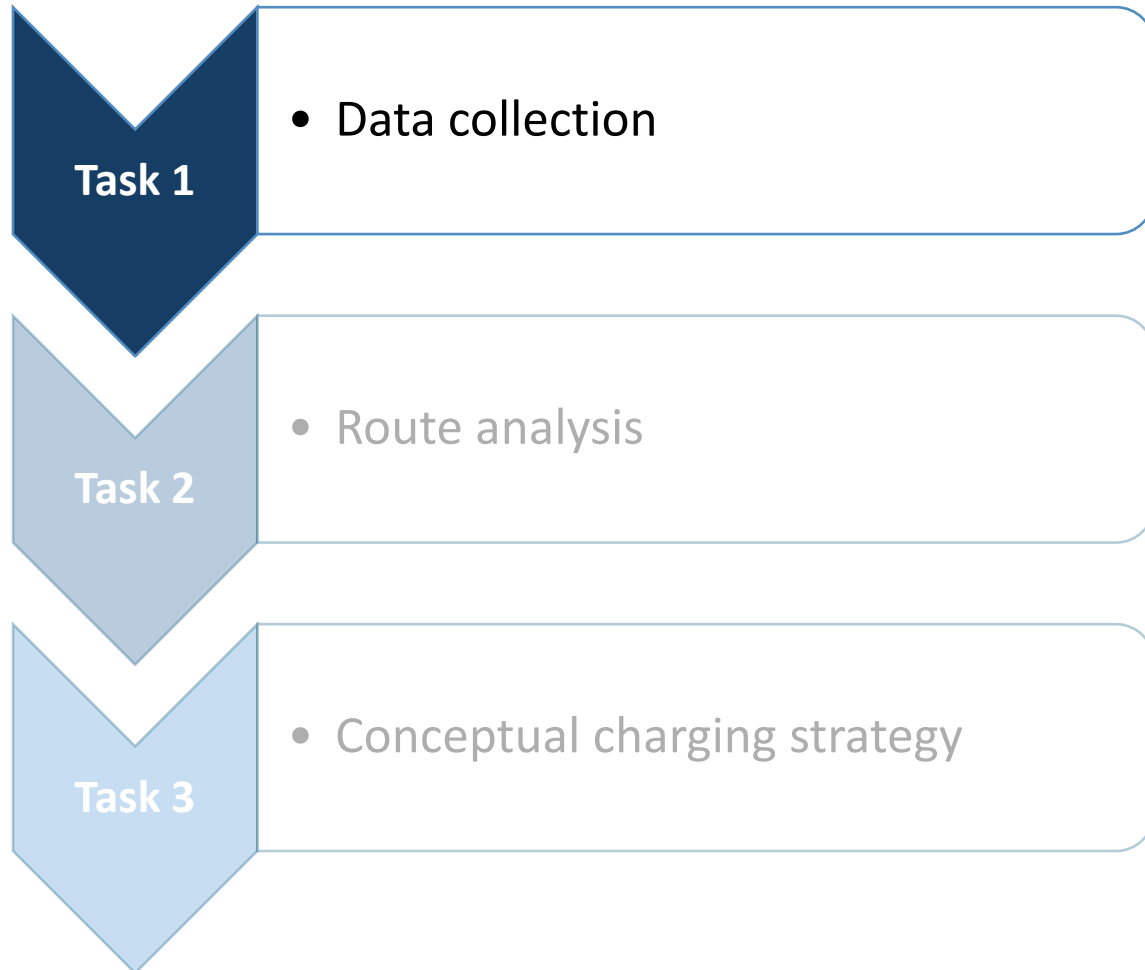 Task 1
• Data collection
Task 2
• Route analysis
Task 3
• Conceptual charging strategy